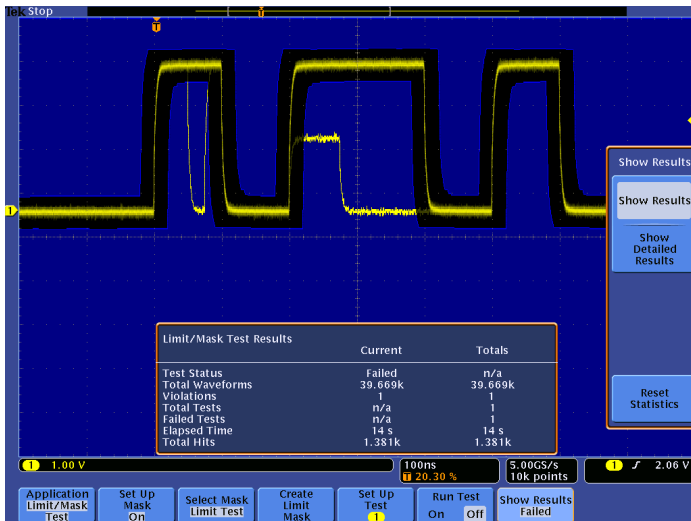 Tek Stop
T
T
1
Show Results
Show Results
Show
Detailed
Results
Reset
Statistics
Limit/Mask Test Results
Current Totals
Test Status Failed n/a
Total Waveforms 39.669k 39.669k
Violations 1 1
Total Tests n/a 1
Failed Tests n/a 1
Elapsed Time 14 s 14 s
Total Hits 1.381k 1.381k
1 1.00 V
100ns
T 20.30 %
5.00GS/s
10k points
1 2.06 V
Application
Limit/Mask
Test
Set Up
Mask
On
Select Mask
Limit Test
Create
Limit
Mask
Set Up
Test
1
Run Test
On Off
Show Results
Failed